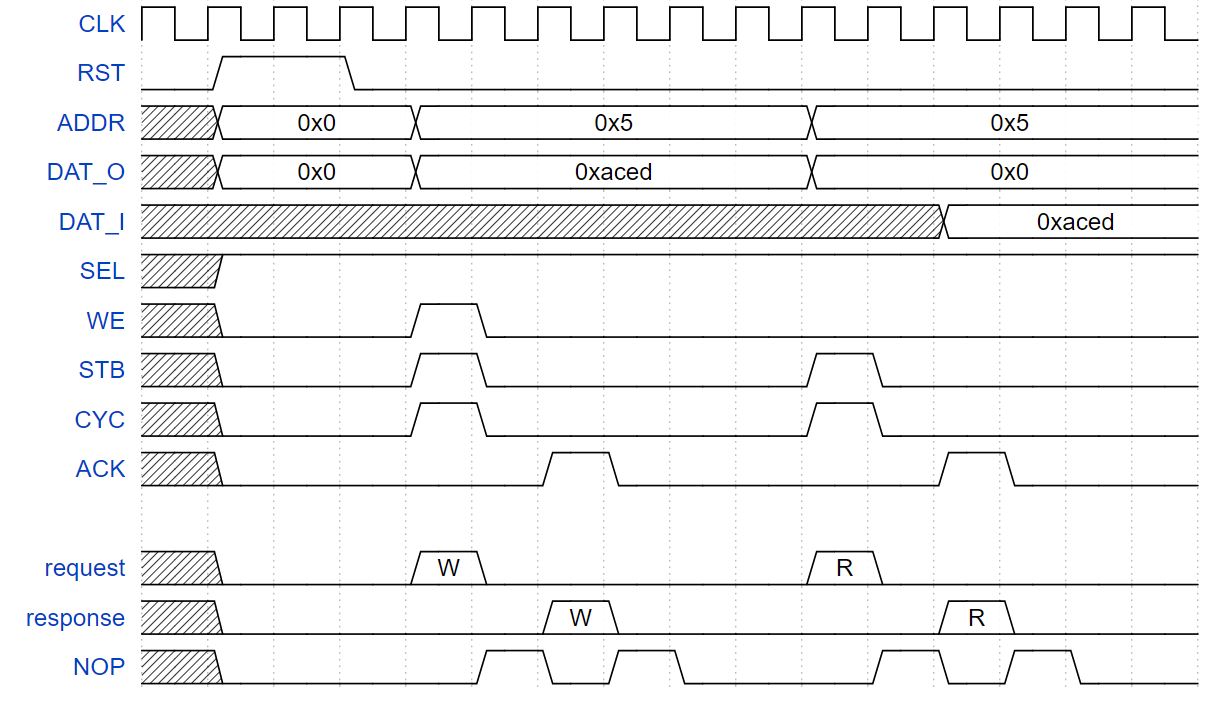 CLK
RST
ADDR 0x0 0x5 0x5
DAT_O 0x0 0xaced 0x0
DAT_I 0xaced
SEL
WE
STB
CYC
ACK
request W R
response W R
NOP